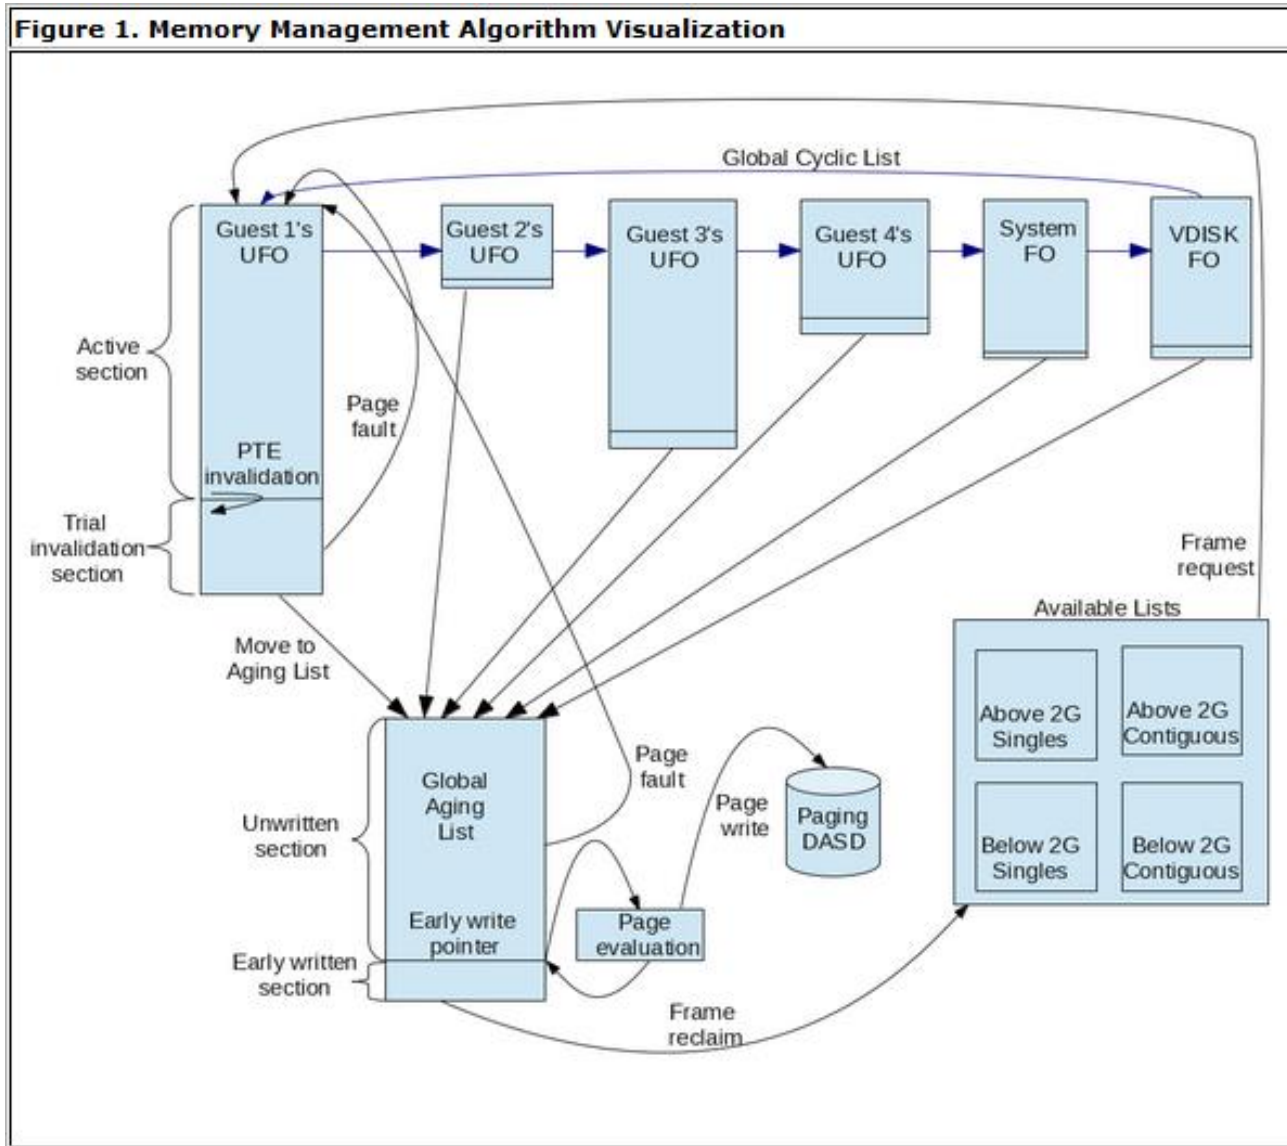 Figure 1. Memory Management Algorithm Visualization
Global Cyclic List
Guest 1's
UFO
Guest 2's
UFO
Guest 3's
UFO
Guest 4's
UFO
System
FO
VDISK
FO
Active
section
Page
fault
PTE
invalidation
Trial
invalidation
section
Frame
request
Move to
Aging List
Available Lists
Above 2G
Singles
Above 2G
Contiguous
Below 2G
Singles
Below 2G
Contiguous
Global
Aging
List
Page
fault
Page
write
Paging
DASD
Unwritten
section
Early write
pointer
Page
evaluation
Early written
section
Frame
reclaim